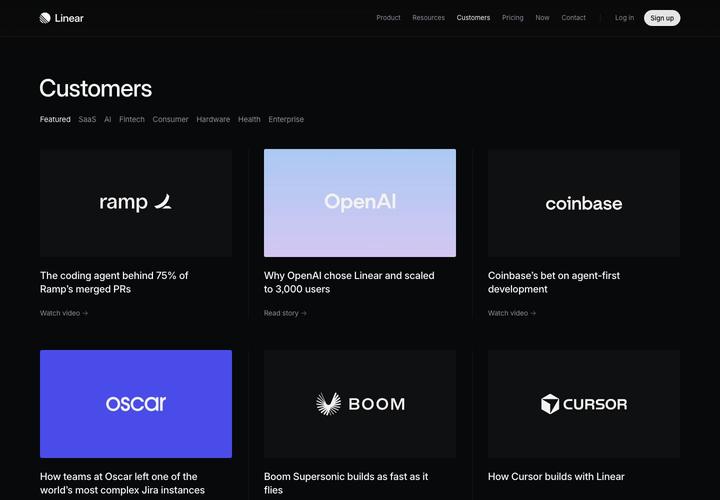 Linear
Product Resources Customers Pricing Now Contact Log in Sign up
Customers
Featured SaaS AI Fintech Consumer Hardware Health Enterprise
ramp
OpenAI
coinbase
The coding agent behind 75% of
Ramp's merged PRs
Watch video →
Why OpenAI chose Linear and scaled
to 3,000 users
Read story →
Coinbase's bet on agent-first
development
Watch video →
oscar
BOOM
CURSOR
How teams at Oscar left one of the
world's most complex Jira instances
Boom Supersonic builds as fast as it
flies
How Cursor builds with Linear